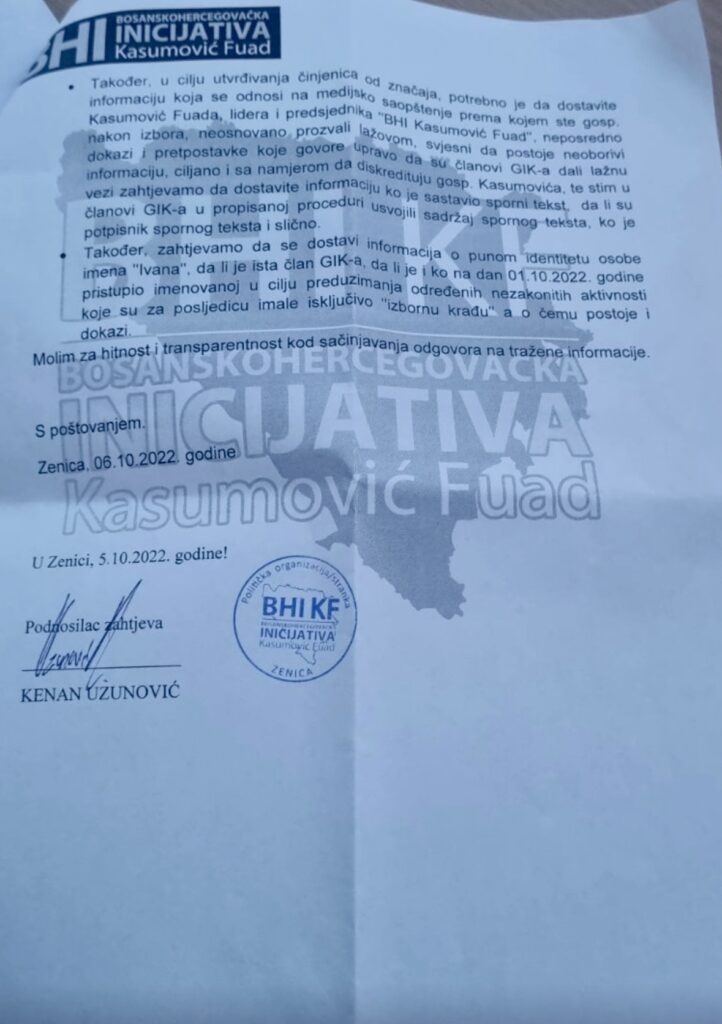 BHI
BOSANSKOHERCEGOVAČKA
INICIJATIVA
Kasumović Fuad
• Također, u cilju utvrđivanja činjenica od značaja, potrebno je da dostavite
informaciju koja se odnosi na medijsko saopštenje prema kojem ste gosp.
Kasumović Fuada, lidera i predsjednika "BHI Kasumović Fuad", neposredno
nakon izbora, neosnovano prozvali lažovom, svjesni da postoje neoborivi
dokazi i pretpostavke koje govore upravo da su članovi GIK-a dali lažnu
informaciju, ciljano i sa namjerom da diskredituju gosp. Kasumovića, te stim u
vezi zahtjevamo da dostavite informaciju ko je sastavio sporni tekst, da li su
članovi GIK-a u propisanoj proceduri usvojili sadržaj spornog teksta, ko je
potpisnik spornog teksta i slično.
• Također, zahtjevamo da se dostavi informacija o punom identitetu osobe
imena "Ivana", da li je ista član GIK-a, da li je i ko na dan 01.10.2022. godine
pristupio imenovanoj u cilju preduzimanja određenih nezakonitih aktivnosti
koje su za posljedicu imale isključivo "izbornu krađu" a o čemu postoje i
dokazi.
Molim za hitnost i transparentnost kod sačinjavanja odgovora na tražene informacije.
BHI KF
BOSANSKOHERCEGOVAČKA
INICIJATIVA
Kasumović Fuad
S poštovanjem.
Zenica, 06.10.2022. godine
U Zenici, 5.10.2022. godine!
Podnosilac zahtjeva
Uzunović
KENAN UZUNOVIĆ
Politička organizacija/stranka
BHI KF
BOSANSKOHERCEGOVAČKA
INICIJATIVA
Kasumović Fuad
ZENICA